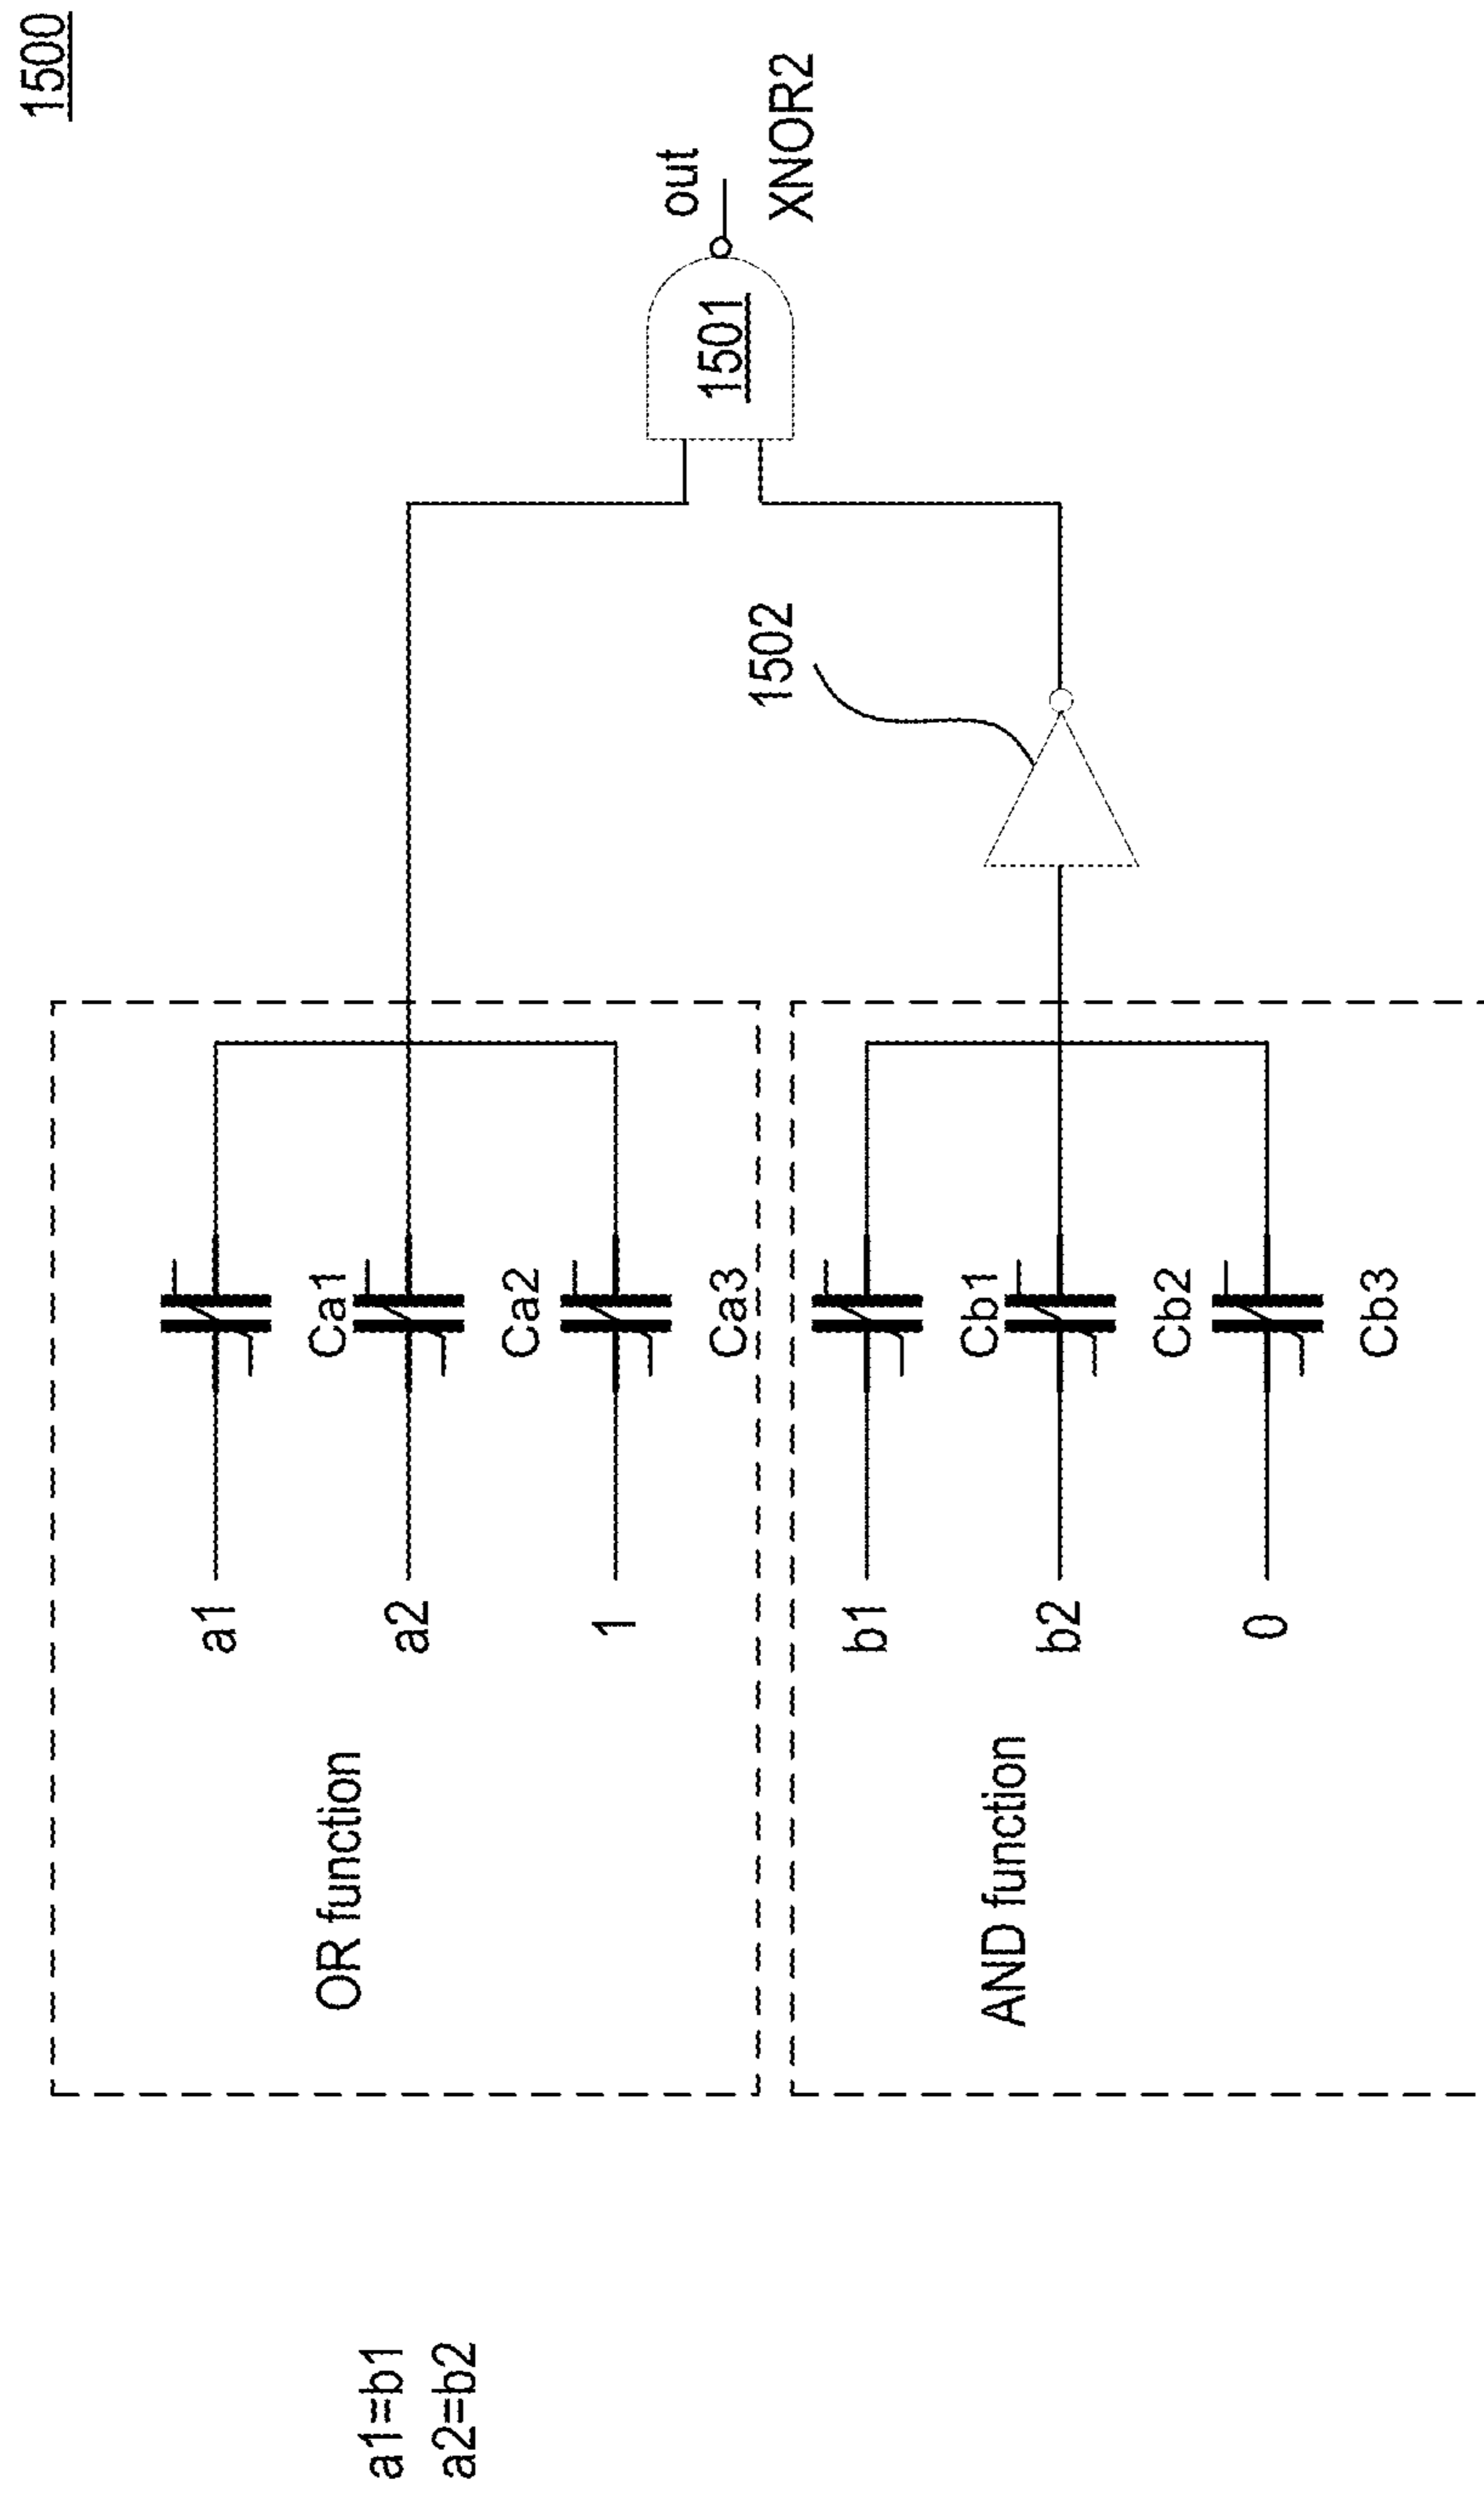 1500
a1=b1
a2=b2
OR function
a1
Ca1
a2
Ca2
1
Ca3
AND function
b1
Cb1
b2
Cb2
0
Cb3
1502
1501
out
XNOR2